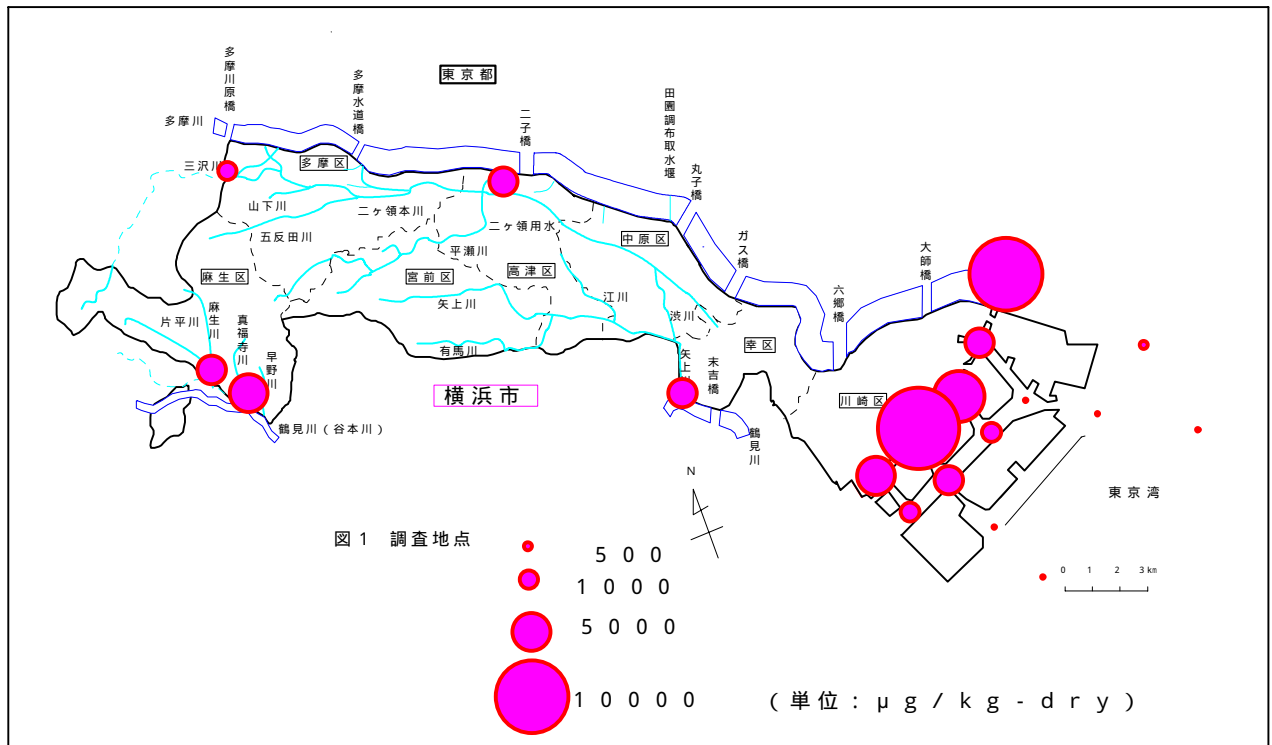 東京都
多摩川原橋
多摩水道橋
二子橋
田園調布取水堰
丸子橋
ガス橋
六郷橋
大師橋
多摩川
三沢川
多摩区
山下川
二ヶ領本川
二ヶ領用水
五反田川
平瀬川
中原区
麻生区
宮前区
高津区
矢上川
江川
渋川
片平川
麻生川
真福寺川
早野川
有馬川
幸区
矢上川
末吉橋
川崎区
横浜市
鶴見川(谷本川)
鶴見川
東京湾
N
図1 調査地点
500
1000
5000
10000
(単位:μg/kg-dry)
0 1 2 3km